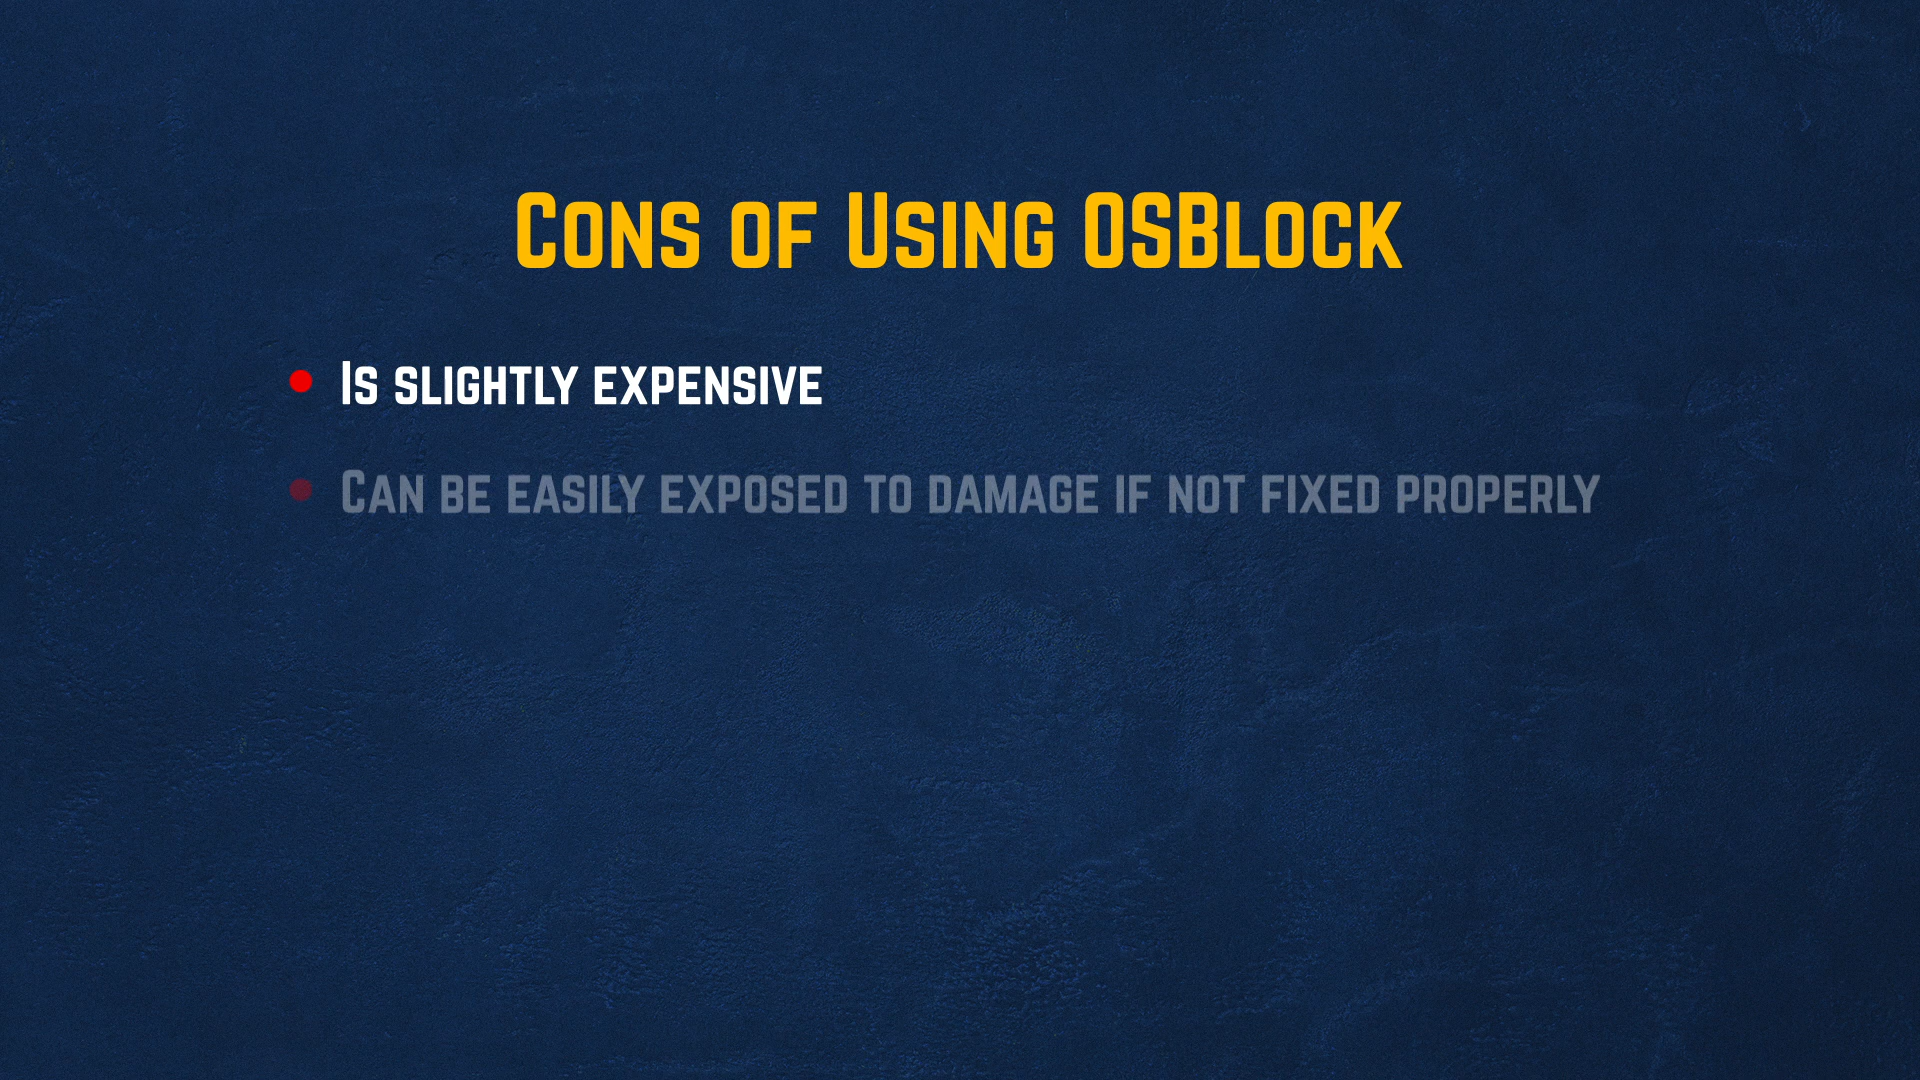 Cons of Using OSBlock
Is slightly expensive
Can be easily exposed to damage if not fixed properly